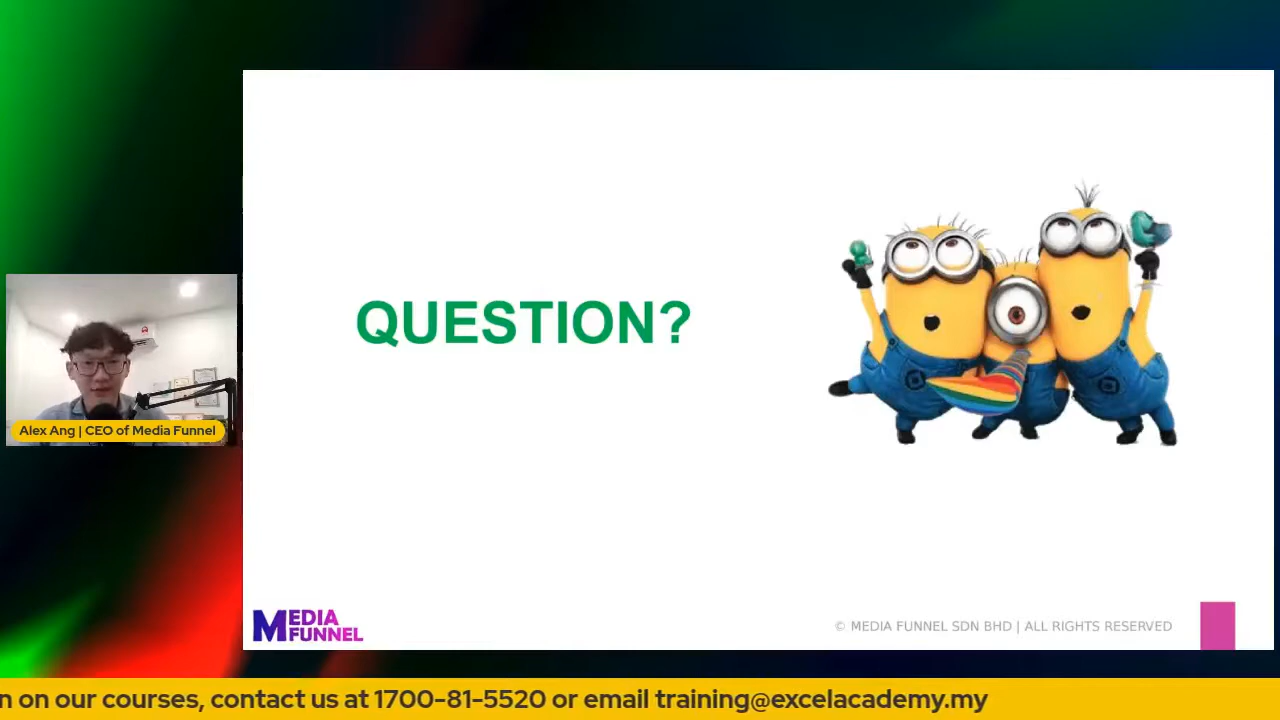 QUESTION?
Alex Ang | CEO of Media Funnel
MEDIA
FUNNEL
© MEDIA FUNNEL SDN BHD | ALL RIGHTS RESERVED
n on our courses, contact us at 1700-81-5520 or email training@excelacademy.my